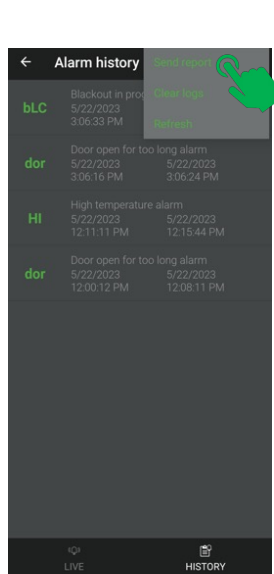 Alarm history
Send report
Clear logs
Refresh
bLC
Blackout in pro
5/22/2023
3:06:33 PM
dor
Door open for too long alarm
5/22/2023 5/22/2023
3:06:16 PM 3:06:24 PM
HI
High temperature alarm
5/22/2023 5/22/2023
12:11:11 PM 12:15:44 PM
dor
Door open for too long alarm
5/22/2023 5/22/2023
12:00:12 PM 12:08:11 PM
LIVE
HISTORY